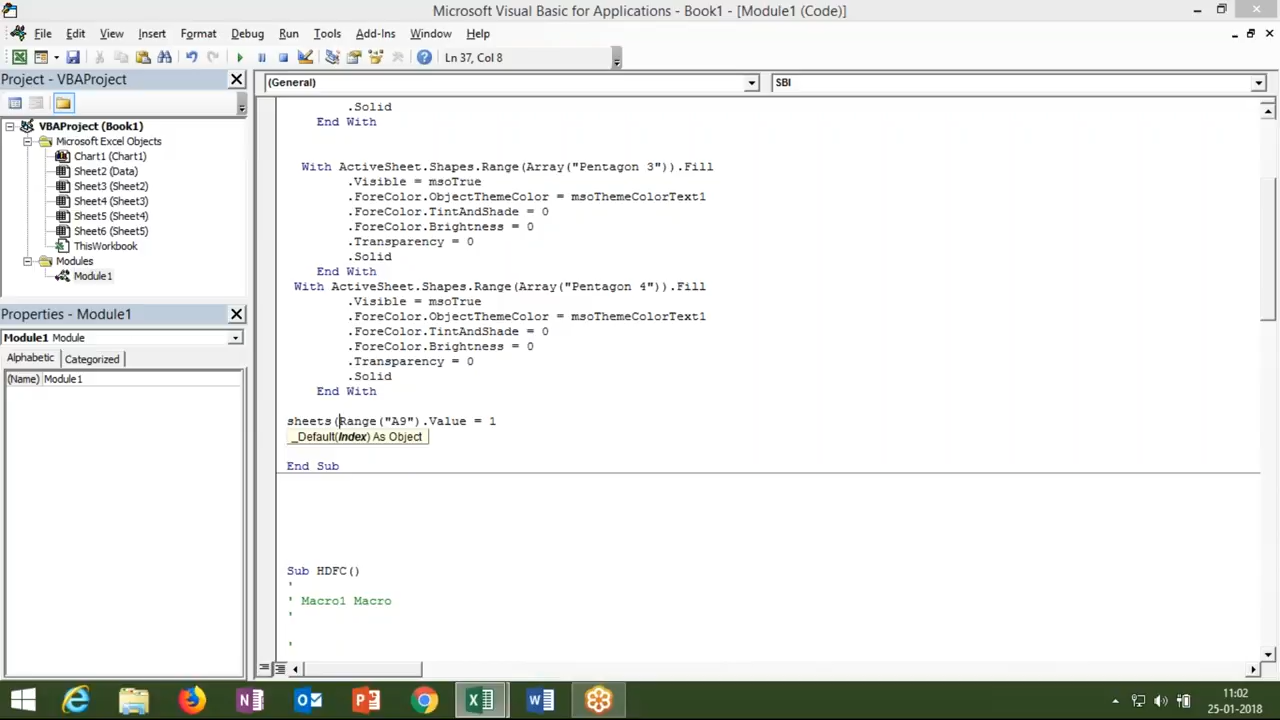 Microsoft Visual Basic for Applications - Book1 - [Module1 (Code)]
File Edit View Insert Format Debug Run Tools Add-Ins Window Help
Ln 37, Col 8
Project - VBAProject
(General)
SBI
VBAProject (Book1)
Microsoft Excel Objects
Chart1 (Chart1)
Sheet2 (Data)
Sheet3 (Sheet2)
Sheet4 (Sheet3)
Sheet5 (Sheet4)
Sheet6 (Sheet5)
ThisWorkbook
Modules
Module1
Properties - Module1
Module1 Module
Alphabetic Categorized
(Name) Module1
.Solid
End With
With ActiveSheet.Shapes.Range(Array("Pentagon 3")).Fill
.Visible = msoTrue
.ForeColor.ObjectThemeColor = msoThemeColorText1
.ForeColor.TintAndShade = 0
.ForeColor.Brightness = 0
.Transparency = 0
.Solid
End With
With ActiveSheet.Shapes.Range(Array("Pentagon 4")).Fill
.Visible = msoTrue
.ForeColor.ObjectThemeColor = msoThemeColorText1
.ForeColor.TintAndShade = 0
.ForeColor.Brightness = 0
.Transparency = 0
.Solid
End With
sheets(Range("A9").Value = 1
_Default(Index) As Object
End Sub
Sub HDFC()
'
' Macro1 Macro
'
'
11:02
25-01-2018